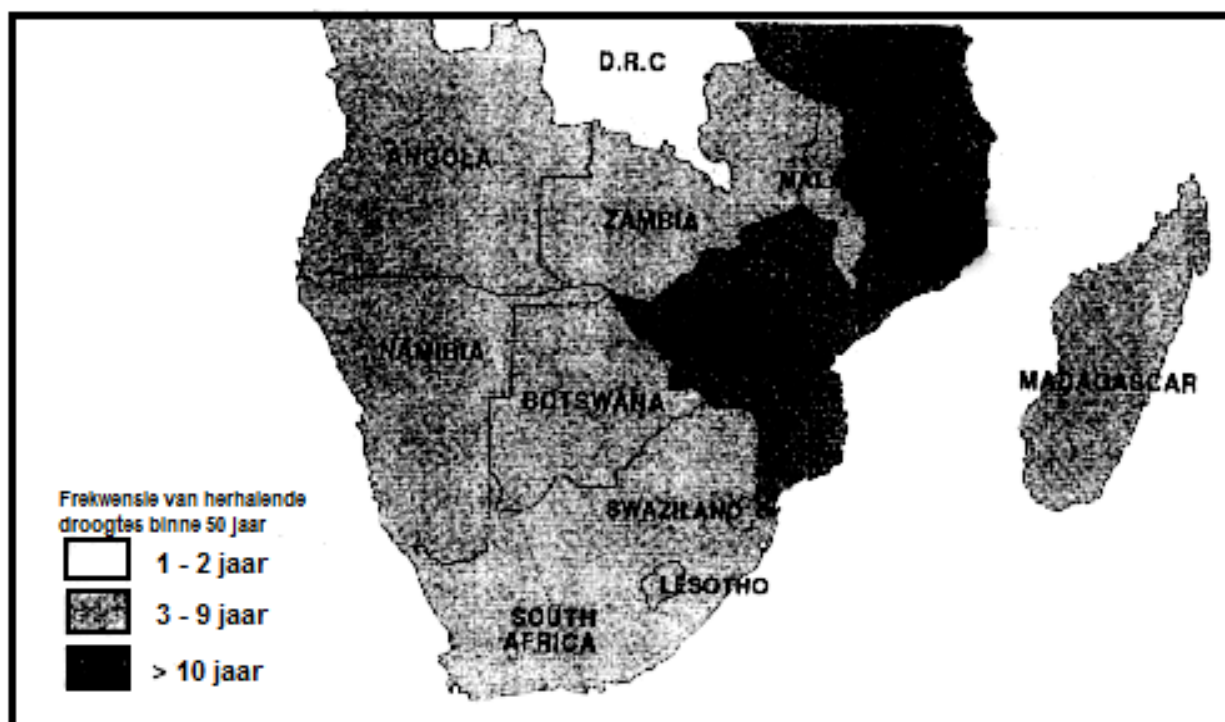 D.R.C
ANGOLA
MAL
ZAMBIA
NAMIBIA
BOTSWANA
MADAGASCAR
SWAZILAND
LESOTHO
SOUTH
AFRICA
Frekwensie van herhalende
droogtes binne 50 jaar
1 - 2 jaar
3 - 9 jaar
> 10 jaar